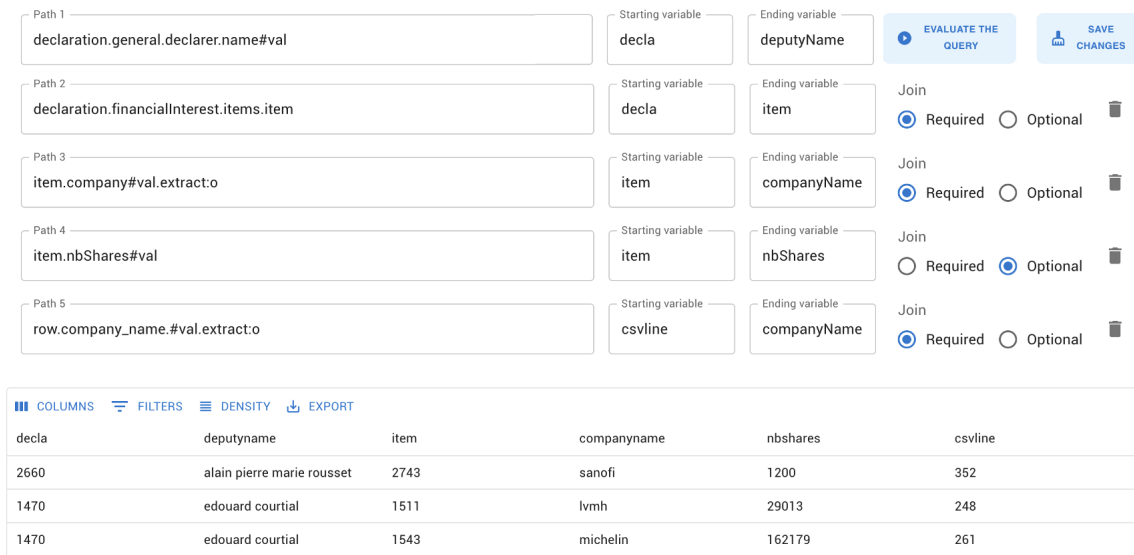 Path 1 Starting variable Ending variable
declaration.general.declarer.name#val decla deputyName EVALUATE THE QUERY SAVE CHANGES
Path 2 Starting variable Ending variable Join
declaration.financialInterest.items.item decla item Required Optional
Path 3 Starting variable Ending variable Join
item.company#val.extract:o item companyName Required Optional
Path 4 Starting variable Ending variable Join
item.nbShares#val item nbShares Required Optional
Path 5 Starting variable Ending variable Join
row.company_name.#val.extract:o csvline companyName Required Optional
COLUMNS FILTERS DENSITY EXPORT
decla deputyname item companyname nbshares csvline
2660 alain pierre marie rousset 2743 sanofi 1200 352
1470 edouard courtial 1511 lvmh 29013 248
1470 edouard courtial 1543 michelin 162179 261